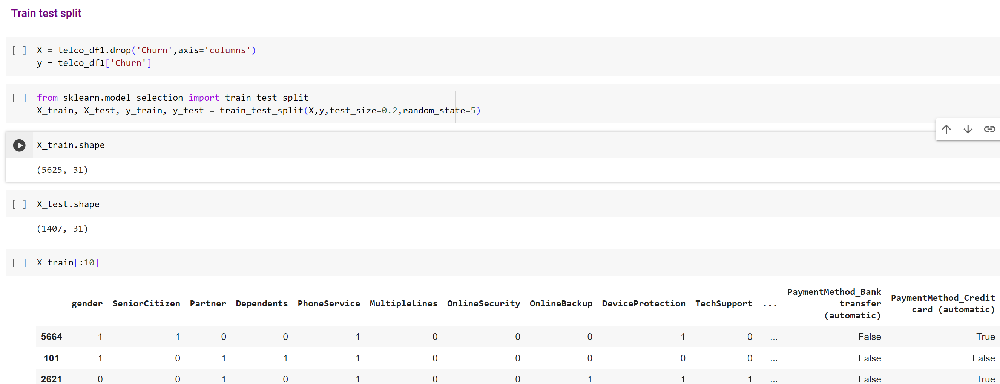 Train test split
[ ] X = telco_df1.drop('Churn',axis='columns')
y = telco_df1['Churn']
[ ] from sklearn.model_selection import train_test_split
X_train, X_test, y_train, y_test = train_test_split(X,y,test_size=0.2,random_state=5)
X_train.shape
(5625, 31)
[ ] X_test.shape
(1407, 31)
[ ] X_train[:10]
PaymentMethod_Bank
gender SeniorCitizen Partner Dependents PhoneService MultipleLines OnlineSecurity OnlineBackup DeviceProtection TechSupport ... transfer PaymentMethod_Credit
(automatic) card (automatic)
5664 1 1 0 0 1 0 0 0 1 0 ... False True
101 1 0 1 1 1 0 0 0 0 0 ... False False
2621 0 0 1 0 1 0 0 1 1 1 ... False True